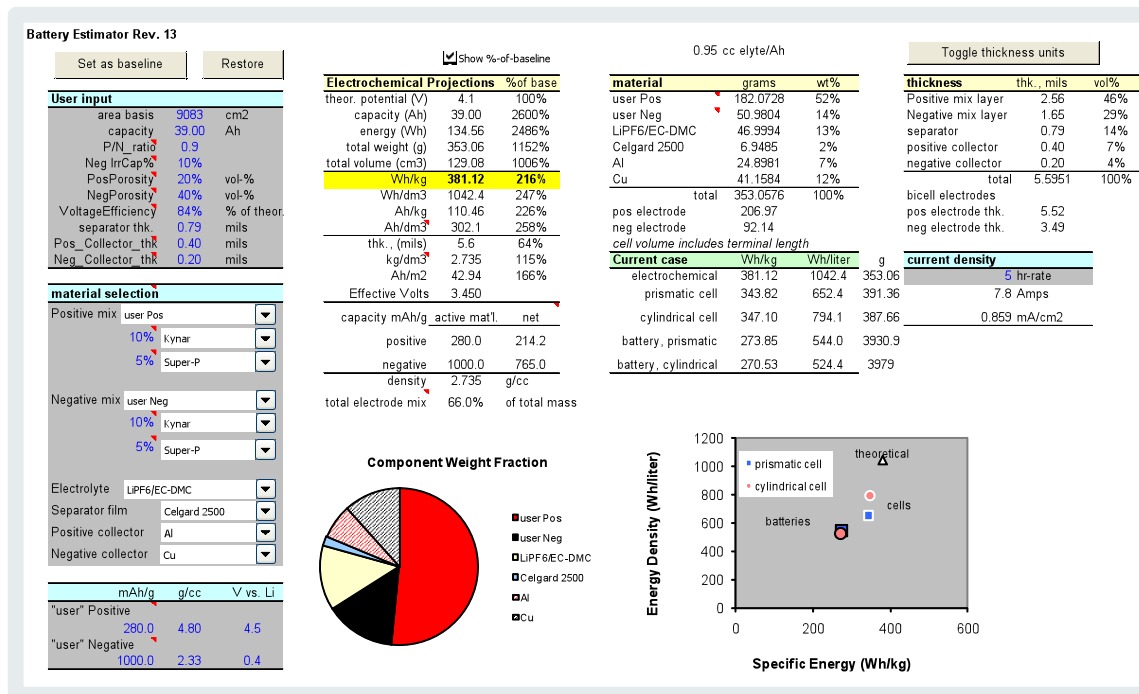 Battery Estimator Rev. 13
Set as baseline
Restore
User input
area basis 9083 cm2
capacity 39.00 Ah
P/N_ratio 0.9
Neg IrrCap% 10%
PosPorosity 20% vol-%
NegPorosity 40% vol-%
VoltageEfficiency 84% % of theor.
separator thk. 0.79 mils
Pos_Collector_thk 0.40 mils
Neg_Collector_thk 0.20 mils
material selection
Positive mix user Pos
10% Kynar
5% Super-P
Negative mix user Neg
10% Kynar
5% Super-P
Electrolyte LiPF6/EC-DMC
Separator film Celgard 2500
Positive collector Al
Negative collector Cu
mAh/g g/cc V vs. Li
"user" Positive
280.0 4.80 4.5
"user" Negative
1000.0 2.33 0.4
Show %-of-baseline
Electrochemical Projections %of base
theor. potential (V) 4.1 100%
capacity (Ah) 39.00 2600%
energy (Wh) 134.56 2486%
total weight (g) 353.06 1152%
total volume (cm3) 129.08 1006%
Wh/kg 381.12 216%
Wh/dm3 1042.4 247%
Ah/kg 110.46 226%
Ah/dm3 302.1 258%
thk., (mils) 5.6 64%
kg/dm3 2.735 115%
Ah/m2 42.94 166%
Effective Volts 3.450
capacity mAh/g active mat'l. net
positive 280.0 214.2
negative 1000.0 765.0
density 2.735 g/cc
total electrode mix 66.0% of total mass
0.95 cc elyte/Ah
material grams wt%
user Pos 182.0728 52%
user Neg 50.9804 14%
LiPF6/EC-DMC 46.9994 13%
Celgard 2500 6.9485 2%
Al 24.8981 7%
Cu 41.1584 12%
total 353.0576 100%
pos electrode 206.97
neg electrode 92.14
cell volume includes terminal length
Current case Wh/kg Wh/liter g
electrochemical 381.12 1042.4 353.06
prismatic cell 343.82 652.4 391.36
cylindrical cell 347.10 794.1 387.66
battery, prismatic 273.85 544.0 3930.9
battery, cylindrical 270.53 524.4 3979
Toggle thickness units
thickness thk., mils vol%
Positive mix layer 2.56 46%
Negative mix layer 1.65 29%
separator 0.79 14%
positive collector 0.40 7%
negative collector 0.20 4%
total 5.5951 100%
bicell electrodes
pos electrode thk. 5.52
neg electrode thk. 3.49
current density
5 hr-rate
7.8 Amps
0.859 mA/cm2
Component Weight Fraction
user Pos
user Neg
LiPF6/EC-DMC
Celgard 2500
Al
Cu
Energy Density (Wh/liter)
1200
1000
800
600
400
200
0
prismatic cell
cylindrical cell
theoretical
cells
batteries
0 200 400 600
Specific Energy (Wh/kg)